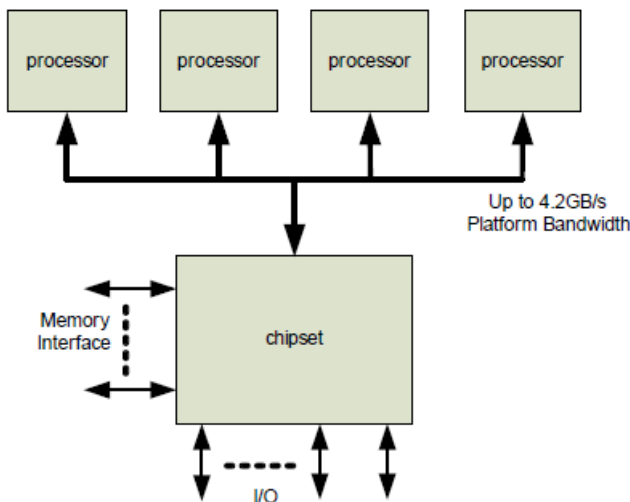 processor
processor
processor
processor
Up to 4.2GB/s
Platform Bandwidth
Memory
Interface
chipset
I/O